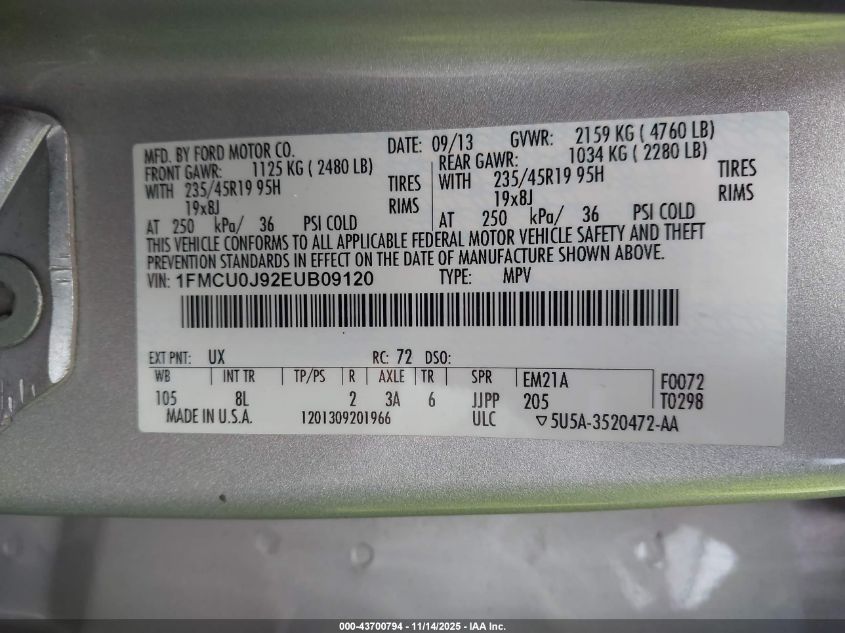 MFD. BY FORD MOTOR CO. DATE: 09/13 GVWR: 2159 KG ( 4760 LB)
FRONT GAWR: 1125 KG ( 2480 LB) REAR GAWR: 1034 KG ( 2280 LB)
WITH 235/45R19 95H TIRES WITH 235/45R19 95H TIRES
19x8J RIMS 19x8J RIMS
AT 250 kPa/ 36 PSI COLD AT 250 kPa/ 36 PSI COLD
THIS VEHICLE CONFORMS TO ALL APPLICABLE FEDERAL MOTOR VEHICLE SAFETY AND THEFT
PREVENTION STANDARDS IN EFFECT ON THE DATE OF MANUFACTURE SHOWN ABOVE.
VIN: 1FMCU0J92EUB09120 TYPE: MPV
EXT PNT: UX RC: 72 DSO:
WB INT TR TP/PS R AXLE TR SPR EM21A F0072
105 8L 2 3A 6 JJPP 205 T0298
MADE IN U.S.A. 1201309201966 ULC ▽5U5A-3520472-AA
000-43700794 - 11/14/2025 - IAA Inc.